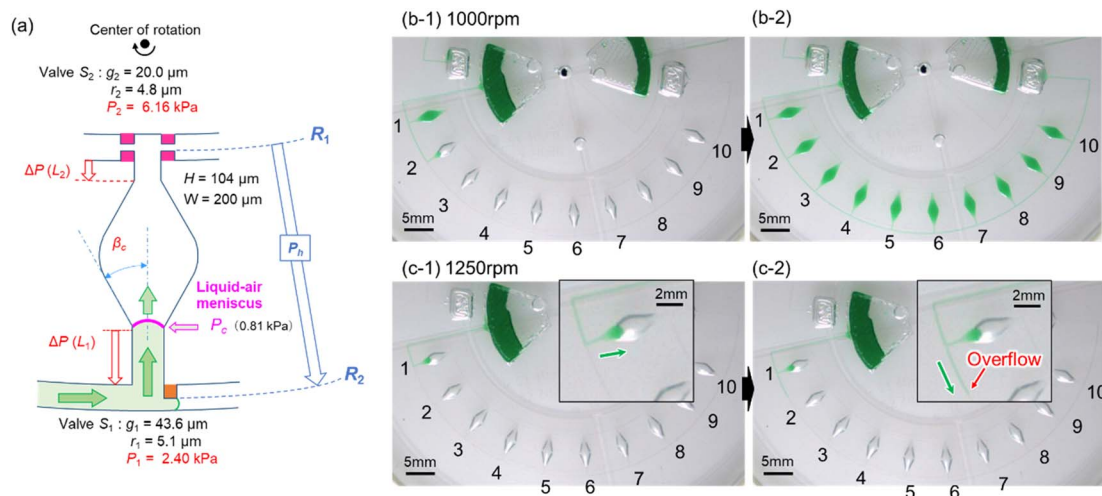 (a)
Center of rotation
Valve S₂ : g₂ = 20.0 µm
r₂ = 4.8 µm
P₂ = 6.16 kPa
R₁
ΔP (L₂)
H = 104 µm
W = 200 µm
βc
Pₕ
Liquid-air
meniscus
Pc (0.81 kPa)
ΔP(L₁)
R₂
Valve S₁ : g₁ = 43.6 µm
r₁ = 5.1 µm
P₁ = 2.40 kPa
(b-1) 1000rpm
1
2
3
4
5
6
7
8
9
10
5mm
(b-2)
1
2
3
4
5
6
7
8
9
10
5mm
(c-1) 1250rpm
2mm
1
2
3
4
5
6
7
8
9
10
5mm
(c-2)
2mm
Overflow
1
2
3
4
5
6
7
8
9
10
5mm